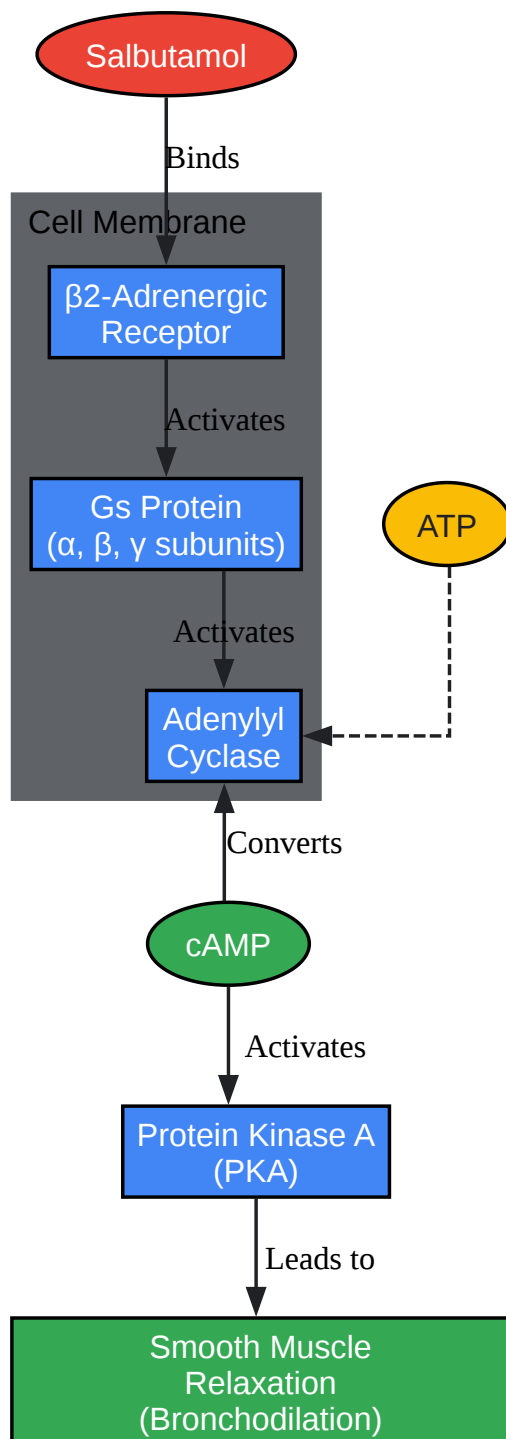 Salbutamol
Binds
Cell Membrane
β2-Adrenergic
Receptor
Activates
Gs Protein
(α, β, γ subunits)
ATP
Activates
Adenylyl
Cyclase
Converts
cAMP
Activates
Protein Kinase A
(PKA)
Leads to
Smooth Muscle
Relaxation
(Bronchodilation)